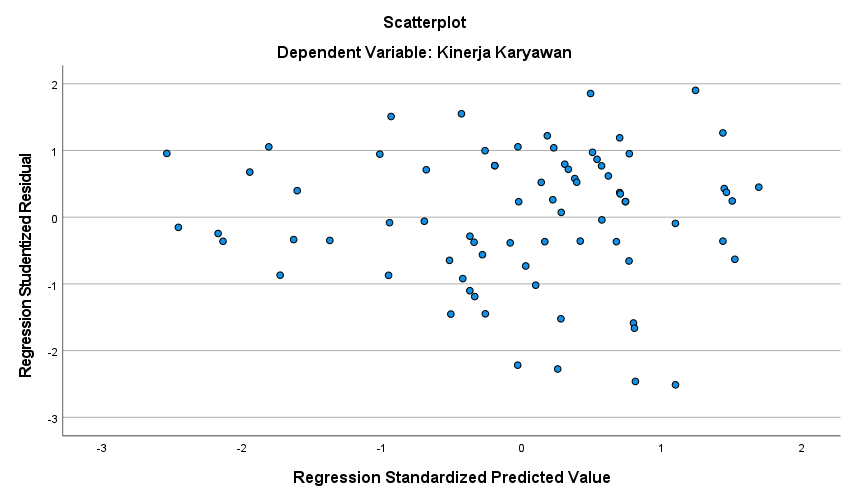 Scatterplot
Dependent Variable: Kinerja Karyawan
Regression Studentized Residual
2
1
0
-1
-2
-3
-3 -2 -1 0 1 2
Regression Standardized Predicted Value